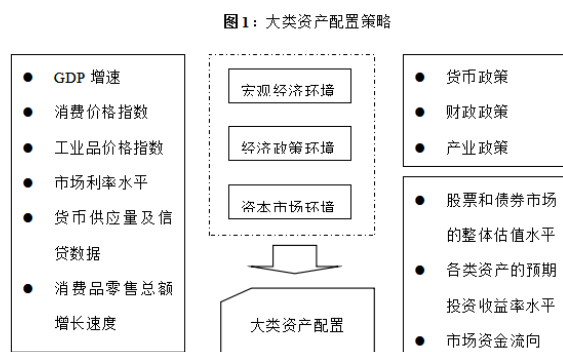 图1：大类资产配置策略
● GDP 增速
● 消费价格指数
● 工业品价格指数
● 市场利率水平
● 货币供应量及信
贷数据
● 消费品零售总额
增长速度
宏观经济环境
经济政策环境
资本市场环境
大类资产配置
● 货币政策
● 财政政策
● 产业政策
● 股票和债券市场
的整体估值水平
● 各类资产的预期
投资收益率水平
● 市场资金流向